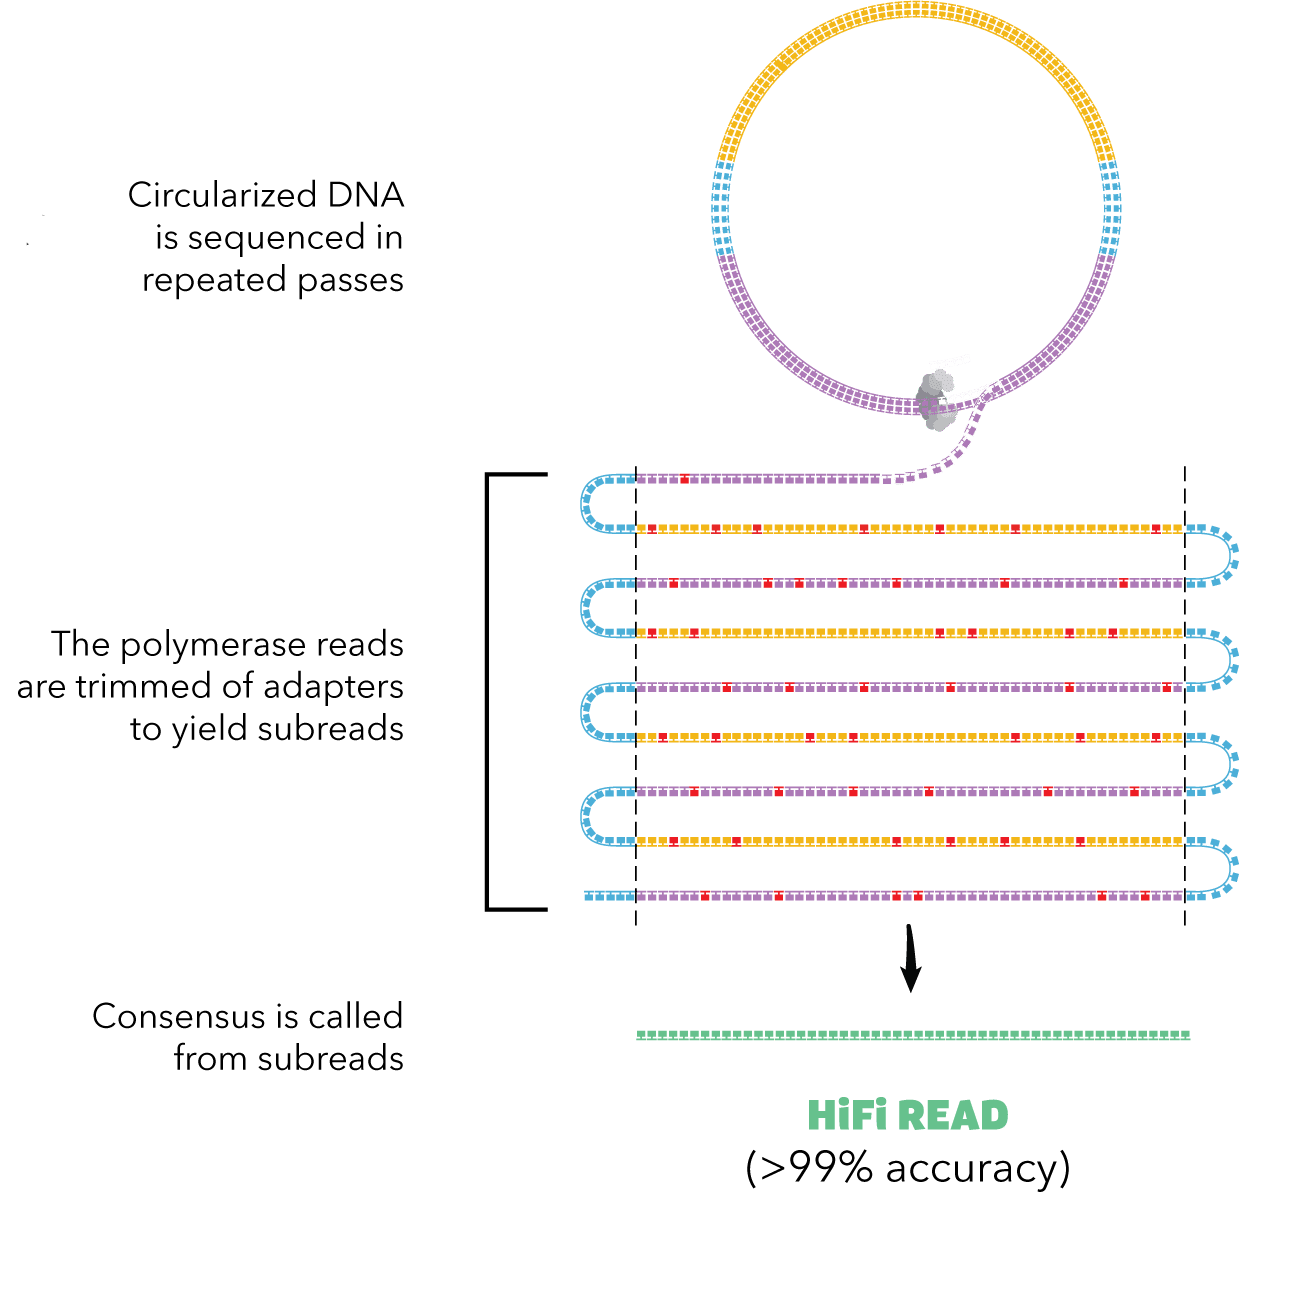 Circularized DNA
is sequenced in
repeated passes
The polymerase reads
are trimmed of adapters
to yield subreads
Consensus is called
from subreads
HiFi READ
(>99% accuracy)